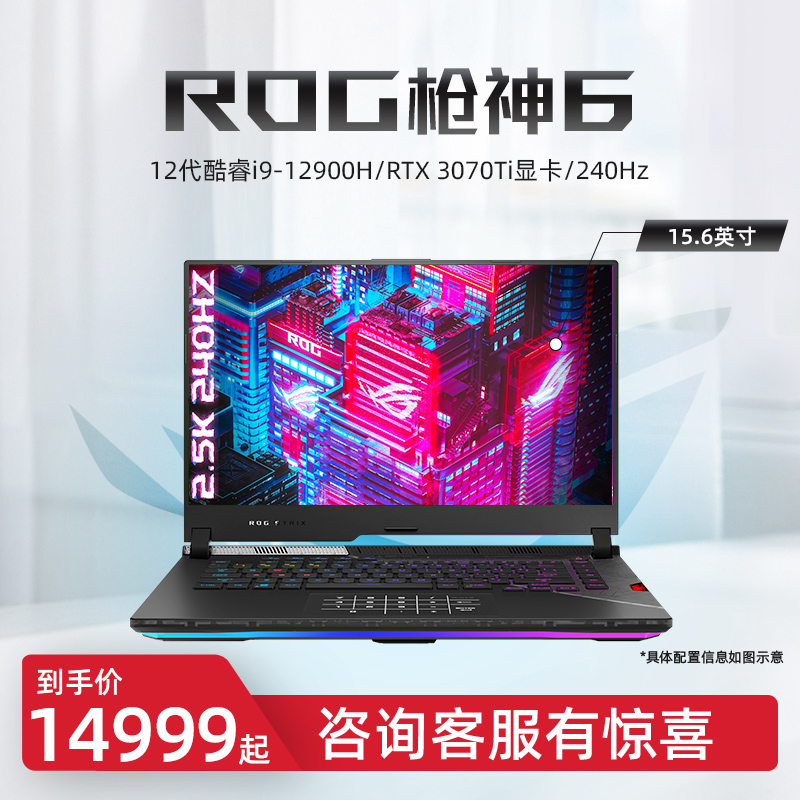 ROG枪神6
12代酷睿i9-12900H/RTX 3070Ti显卡/240Hz
15.6英寸
2.5K 240HZ
ROG
ROG STRIX
*具体配置信息如图示意
到手价
14999起
咨询客服有惊喜